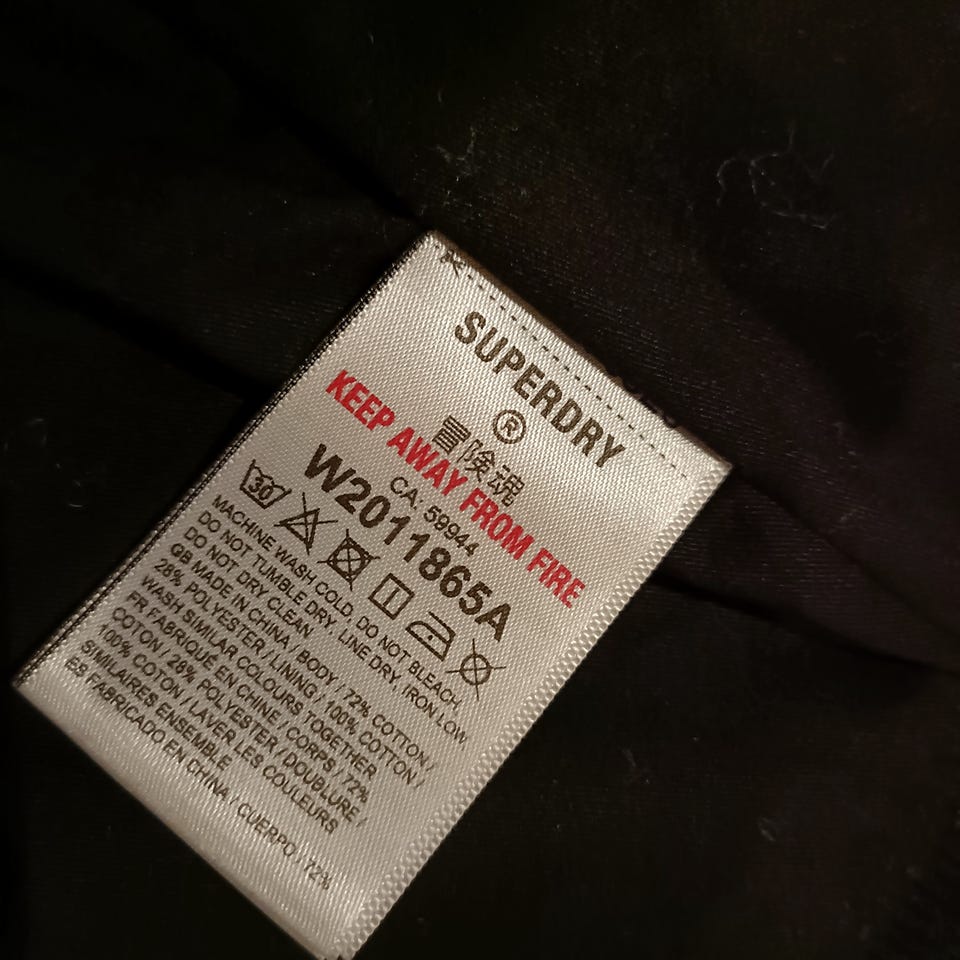 SUPERDRY
®
冒険魂
KEEP AWAY FROM FIRE
CA: 59944
W2011865A
30
MACHINE WASH COLD, DO NOT BLEACH,
DO NOT TUMBLE DRY, LINE DRY, IRON LOW,
DO NOT DRY CLEAN
GB MADE IN CHINA / BODY / 72% COTTON /
28% POLYESTER / LINING / 100% COTTON /
WASH SIMILAR COLOURS TOGETHER
FR FABRIQUE EN CHINE / CORPS / 72%
COTON / 28% POLYESTER / DOUBLURE /
100% COTON / LAVER LES COULEURS
SIMILAIRES ENSEMBLE
ES FABRICADO EN CHINA / CUERPO / 72%